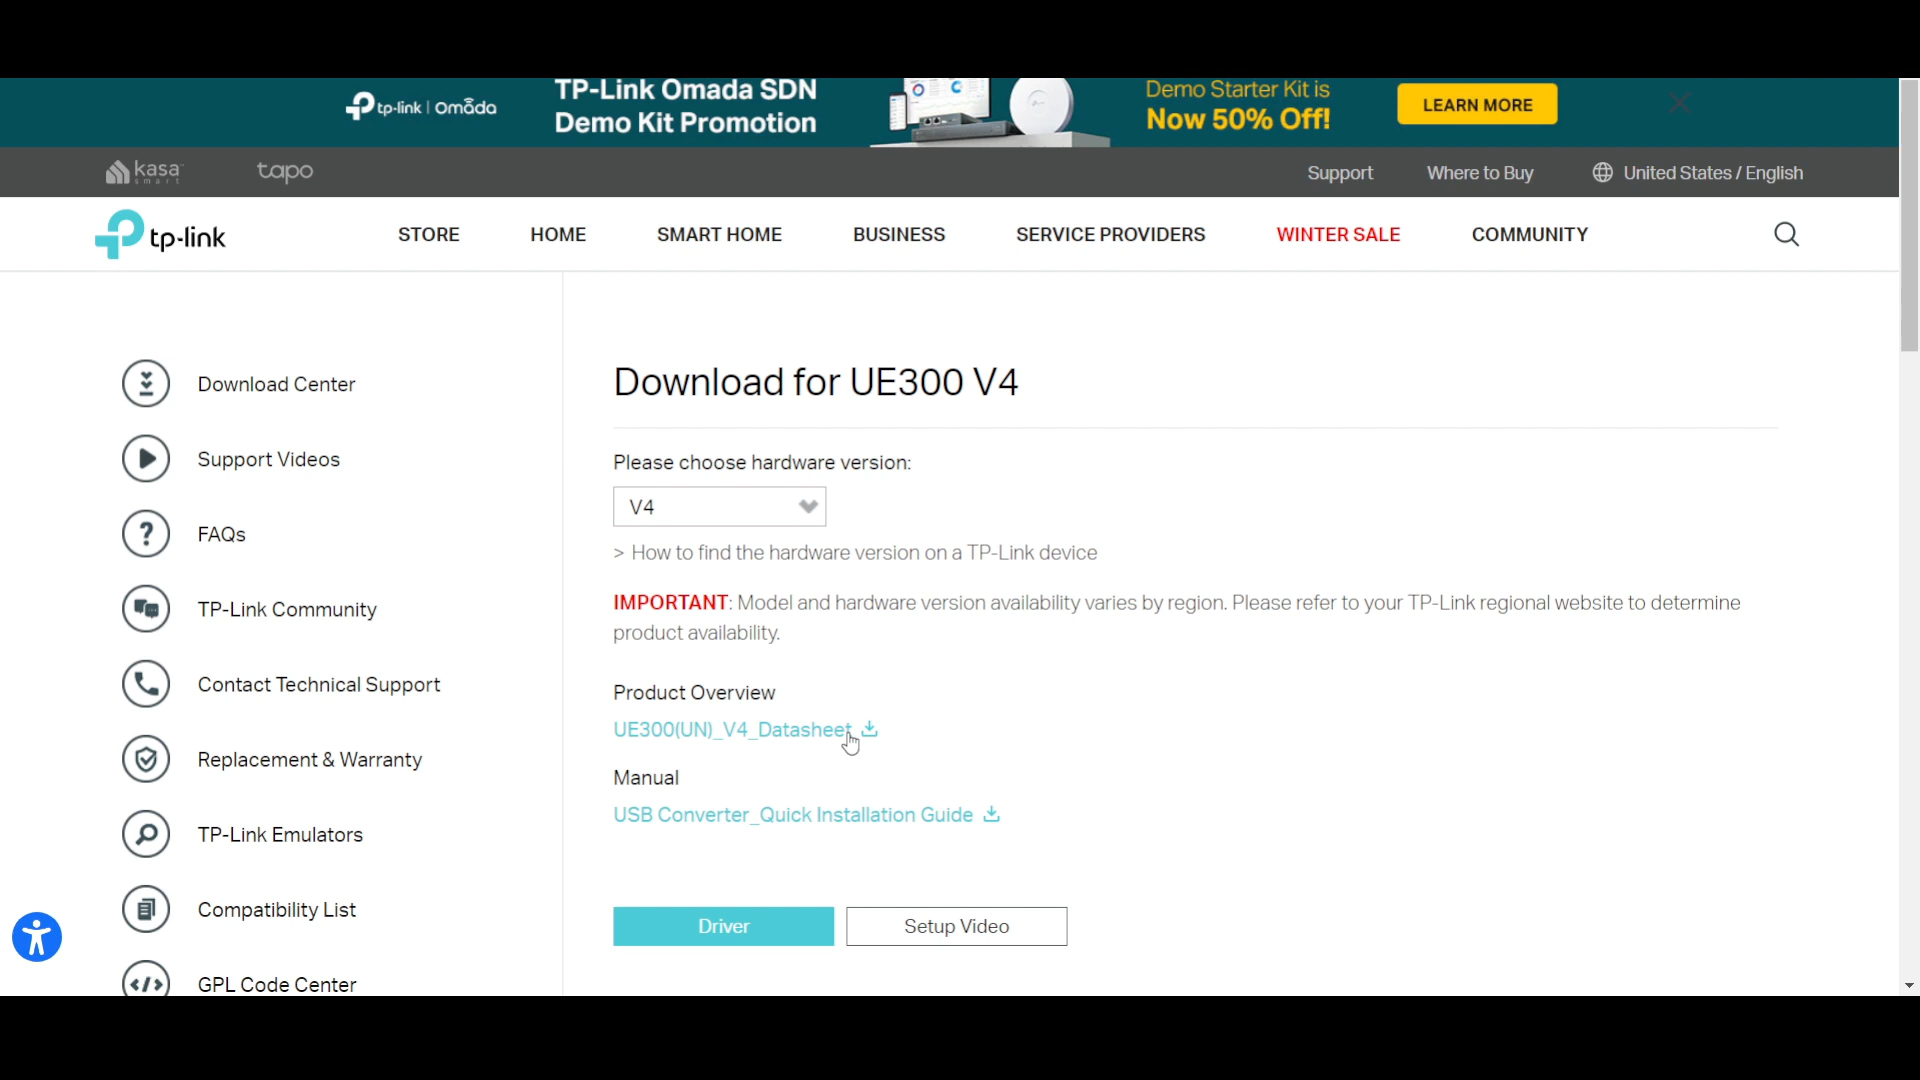 tp-link | Omada
TP-Link Omada SDN
Demo Kit Promotion
Demo Starter Kit is
Now 50% Off!
LEARN MORE
kasa
smart
tapo
Support
Where to Buy
United States / English
tp-link
STORE
HOME
SMART HOME
BUSINESS
SERVICE PROVIDERS
WINTER SALE
COMMUNITY
Download Center
Support Videos
FAQs
TP-Link Community
Contact Technical Support
Replacement & Warranty
TP-Link Emulators
Compatibility List
GPL Code Center
Download for UE300 V4
Please choose hardware version:
V4
> How to find the hardware version on a TP-Link device
IMPORTANT: Model and hardware version availability varies by region. Please refer to your TP-Link regional website to determine
product availability.
Product Overview
UE300(UN)_V4_Datasheet
Manual
USB Converter_Quick Installation Guide
Driver
Setup Video